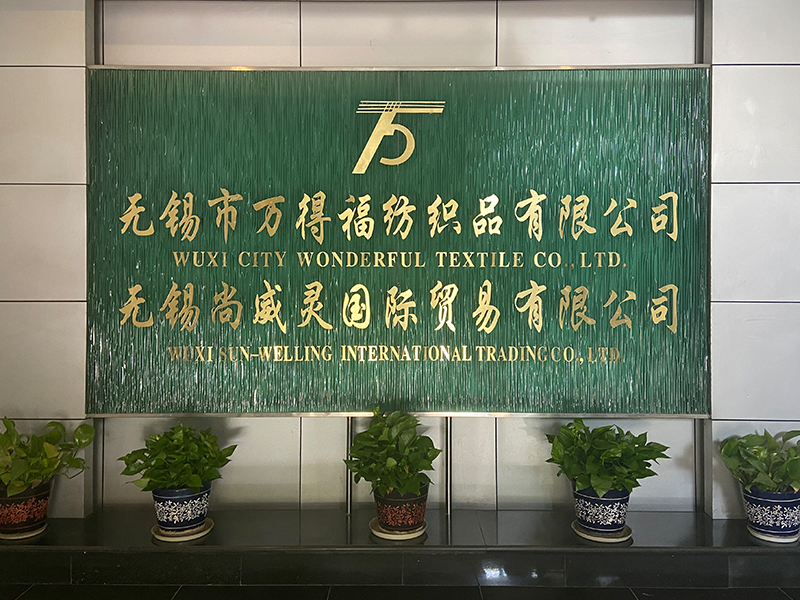 无锡市万得福纺织品有限公司
WUXI CITY WONDERFUL TEXTILE CO.,LTD.
无锡尚威灵国际贸易有限公司
WUXI SUN-WELLING INTERNATIONAL TRADING CO.,LTD.